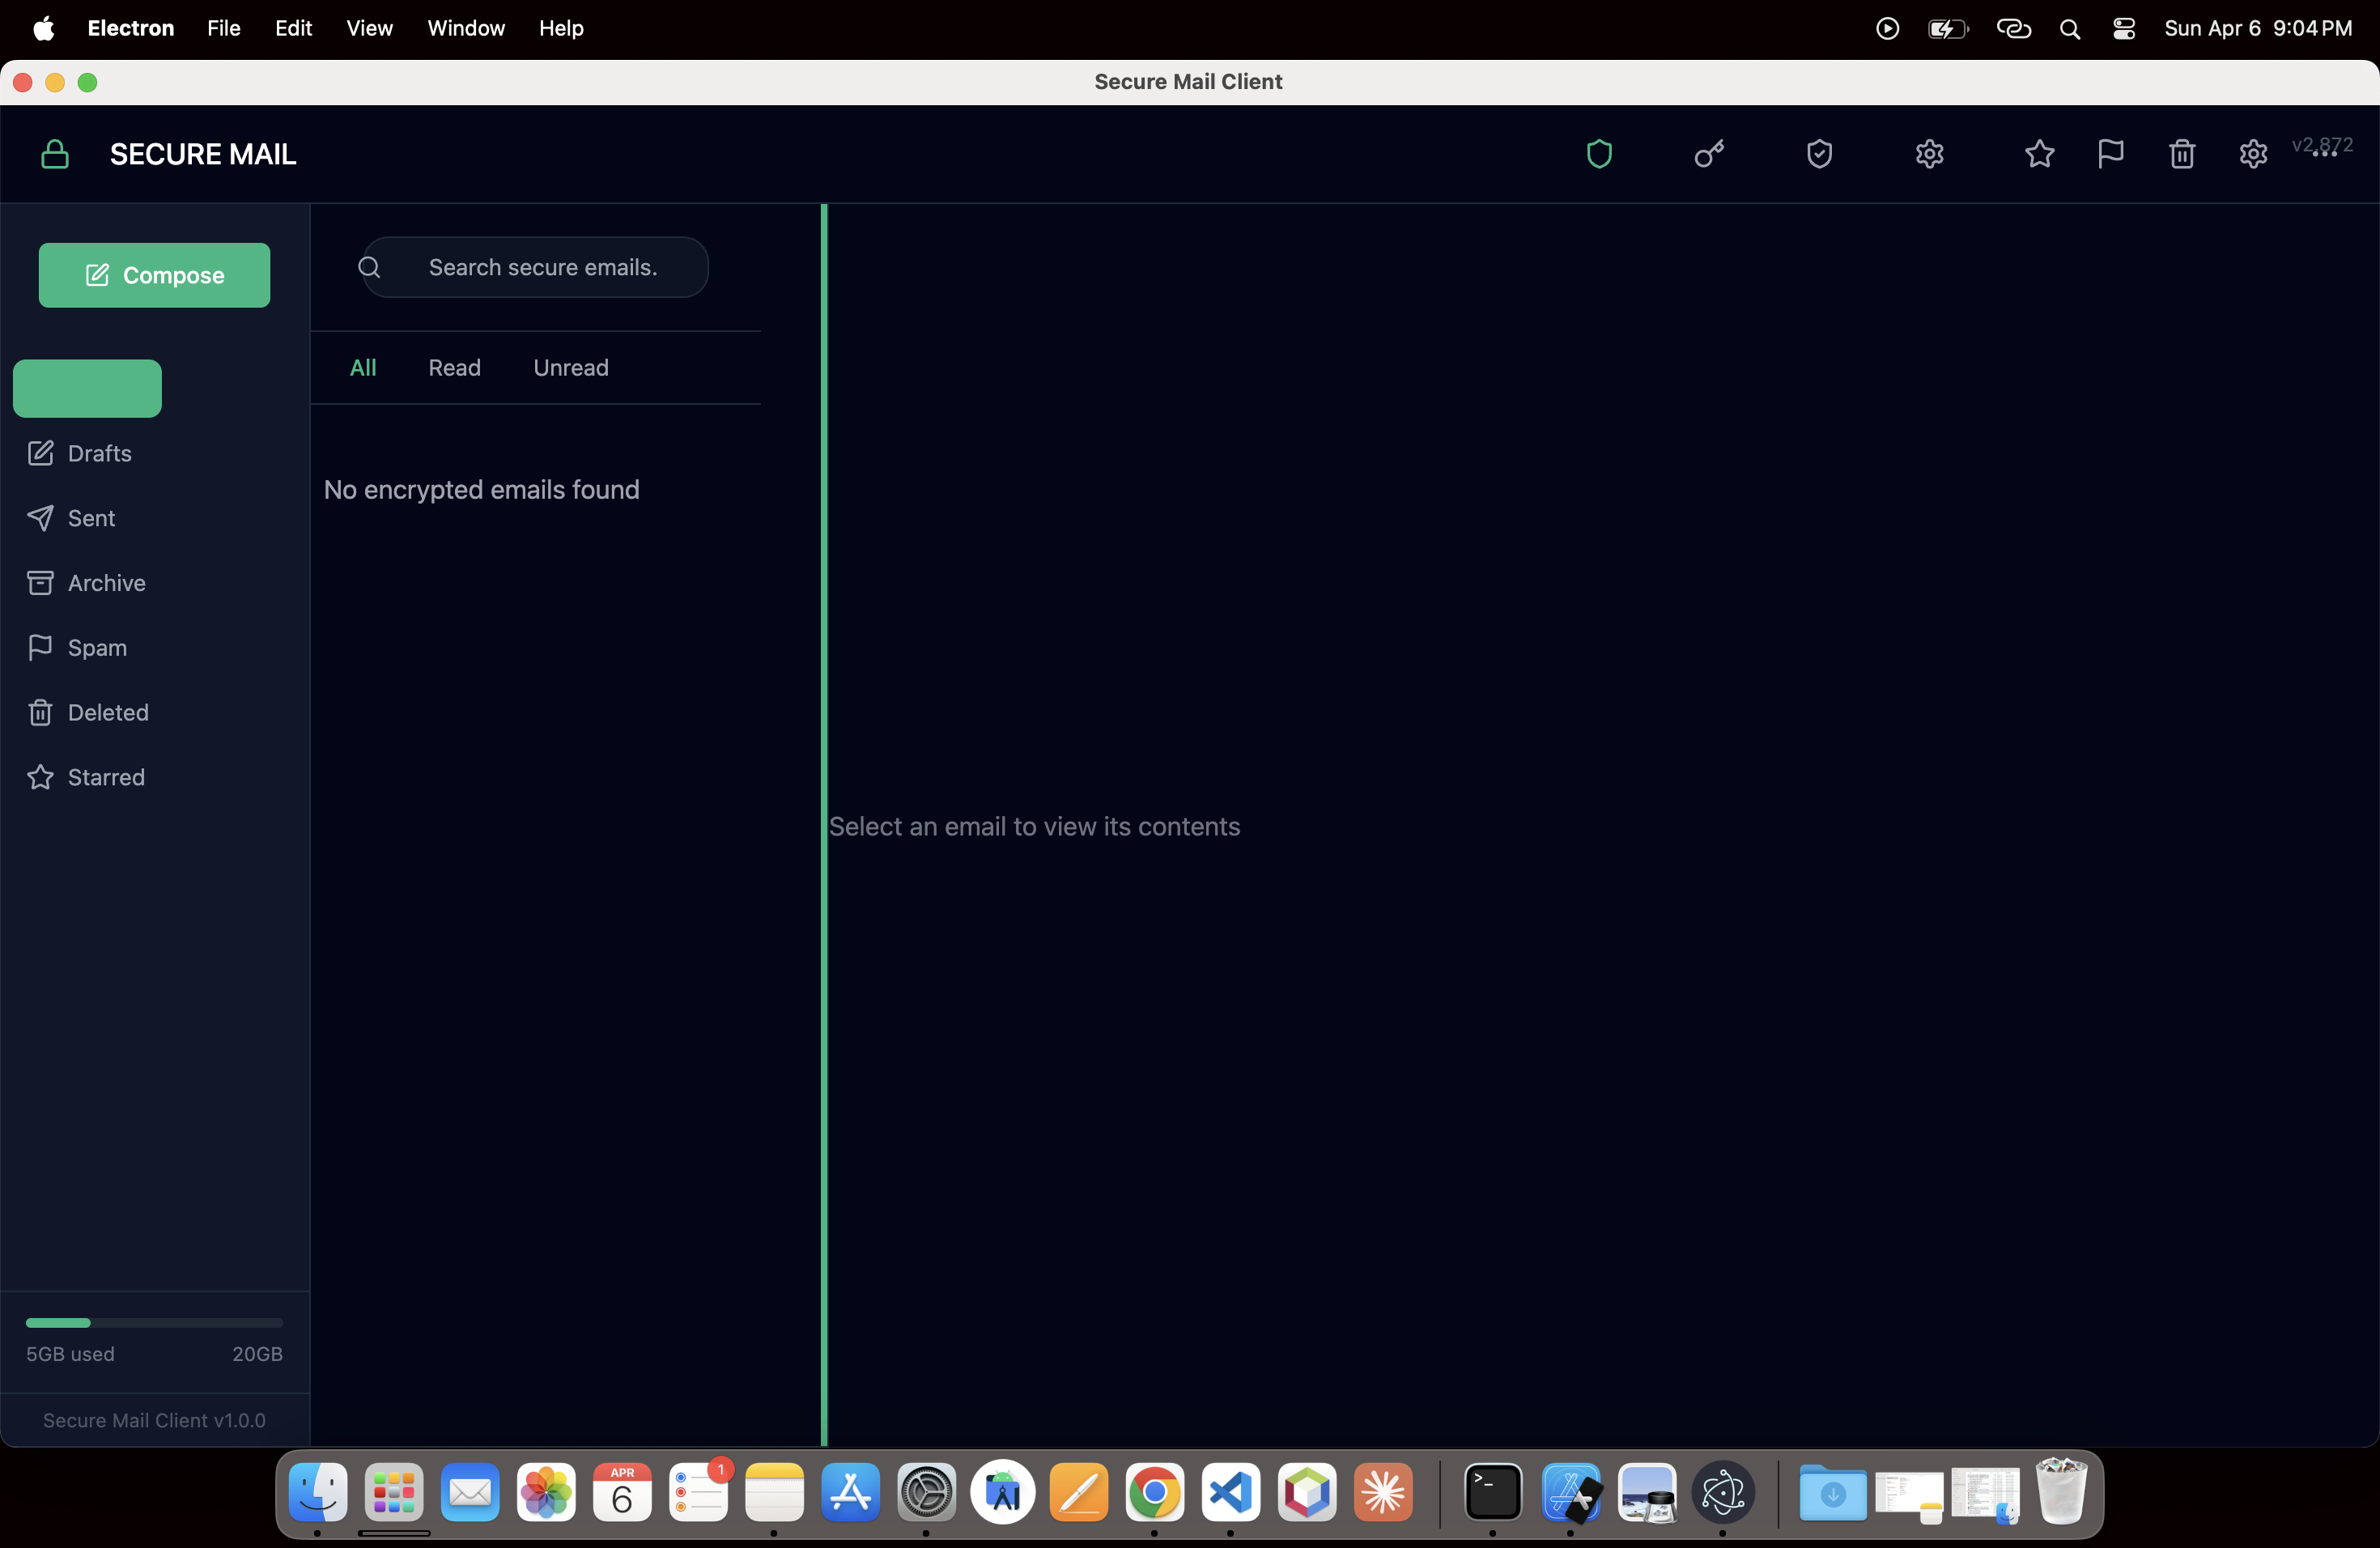 Electron File Edit View Window Help Sun Apr 6 9:04 PM
Secure Mail Client
SECURE MAIL v2.872
Compose
Search secure emails.
All Read Unread
Drafts
No encrypted emails found
Sent
Archive
Spam
Deleted
Starred
Select an email to view its contents
5GB used 20GB
Secure Mail Client v1.0.0
APR
6
1
>_